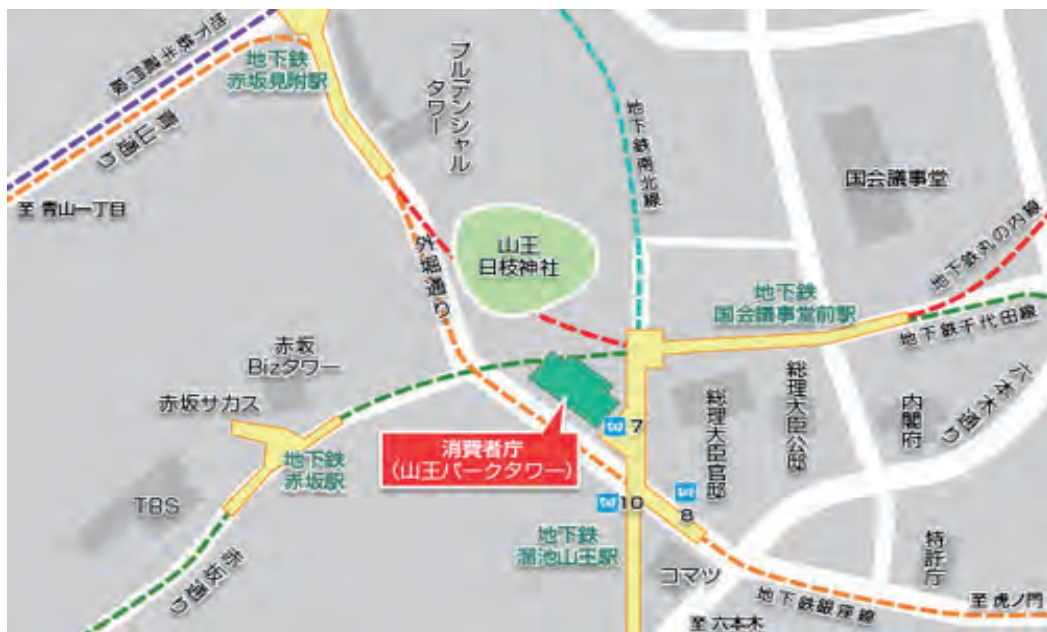 地下鉄半蔵門線
青山通り
至 青山一丁目
地下鉄
赤坂見附駅
プルデンシャル
タワー
地下鉄南北線
国会議事堂
地下鉄丸の内線
山王
日枝神社
外堀通り
地下鉄
国会議事堂前駅
地下鉄千代田線
赤坂
Bizタワー
赤坂サカス
地下鉄
赤坂駅
TBS
赤坂通り
消費者庁
(山王パークタワー)
7
10
8
総理大臣官邸
総理大臣公邸
内閣府
六本木通り
特許庁
地下鉄
溜池山王駅
コマツ
地下鉄銀座線
至 虎ノ門
至 六本木